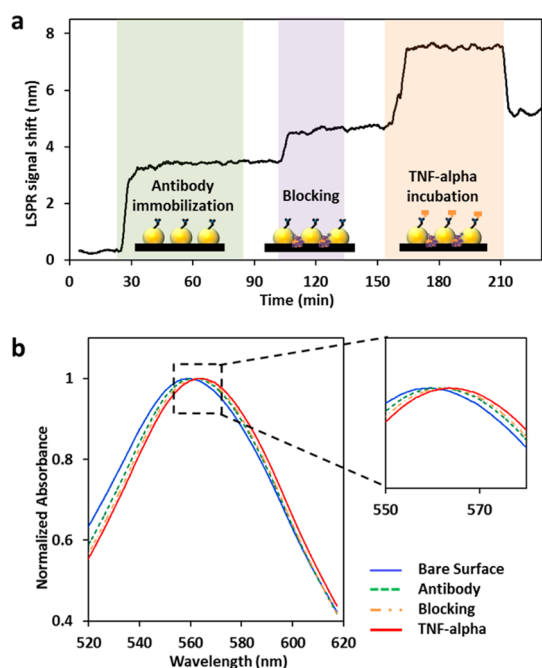 a
8
6
4
2
0
LSPR signal shift (nm)
Antibody
immobilization
Blocking
TNF-alpha
incubation
0 30 60 90 120 150 180 210
Time (min)
b
1
0.8
0.6
0.4
Normalized Absorbance
520 540 560 580 600 620
Wavelength (nm)
550 570
Bare Surface
Antibody
Blocking
TNF-alpha